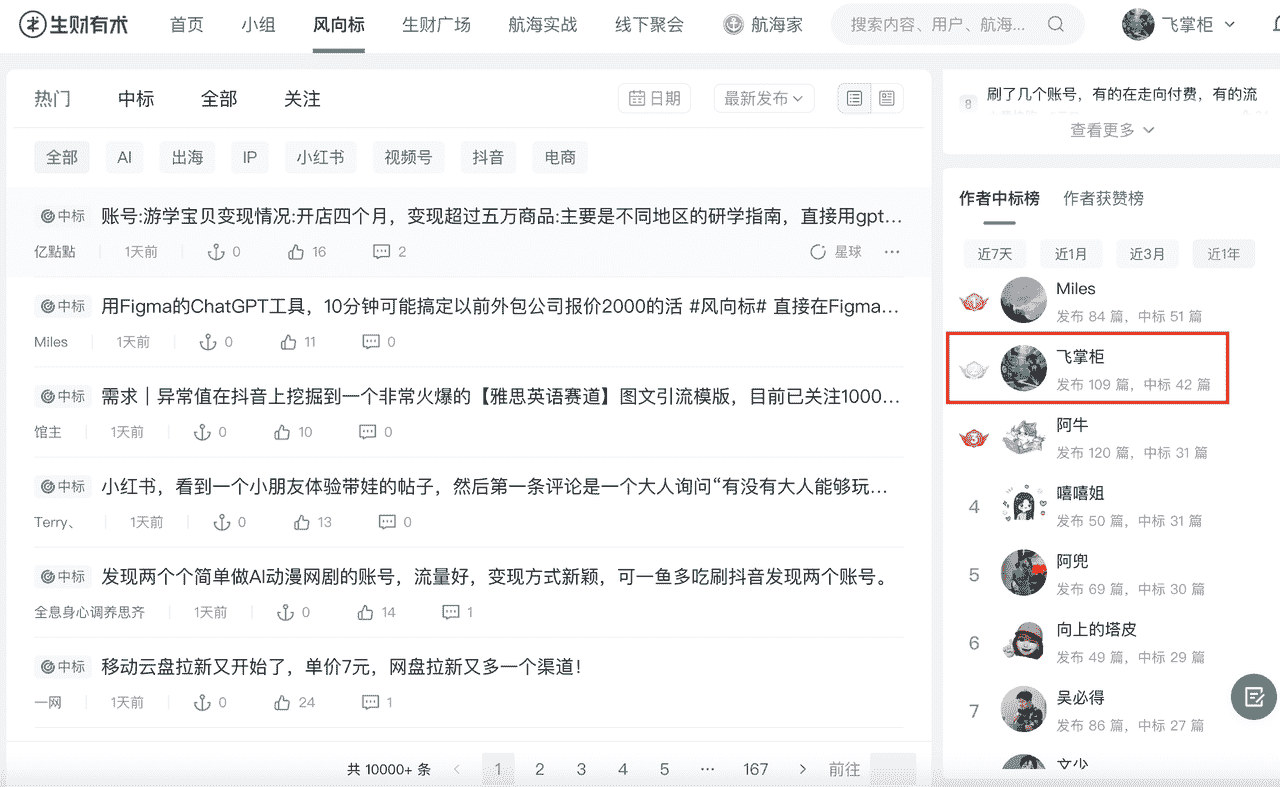 生财有术 首页 小组 风向标 生财广场 航海实战 线下聚会 航海家 搜索内容、用户、航海... 飞掌柜
热门 中标 全部 关注 日期 最新发布
全部 AI 出海 IP 小红书 视频号 抖音 电商
中标 账号:游学宝贝变现情况:开店四个月，变现超过五万商品:主要是不同地区的研学指南，直接用gpt...
亿點點 1天前 0 16 2 星球 ...
中标 用Figma的ChatGPT工具，10分钟可能搞定以前外包公司报价2000的活 #风向标# 直接在Figma...
Miles 1天前 0 11 0
中标 需求｜异常值在抖音上挖掘到一个非常火爆的【雅思英语赛道】图文引流模版，目前已关注1000...
馆主 1天前 0 10 0
中标 小红书，看到一个小朋友体验带娃的帖子，然后第一条评论是一个大人询问“有没有大人能够玩...
Terry、 1天前 0 13 0
中标 发现两个个简单做AI动漫网剧的账号，流量好，变现方式新颖，可一鱼多吃刷抖音发现两个账号。
全息身心调养思齐 1天前 0 14 1
中标 移动云盘拉新又开始了，单价7元，网盘拉新又多一个渠道！
一网 1天前 0 24 1
共 10000+ 条 1 2 3 4 5 ... 167 前往
8 刷了几个账号，有的在走向付费，有的流
查看更多
作者中标榜 作者获赞榜
近7天 近1月 近3月 近1年
Miles
发布 84 篇，中标 51 篇
飞掌柜
发布 109 篇，中标 42 篇
3 阿牛
发布 120 篇，中标 31 篇
4 嘻嘻姐
发布 50 篇，中标 31 篇
5 阿兜
发布 69 篇，中标 30 篇
6 向上的塔皮
发布 49 篇，中标 29 篇
7 吴必得
发布 86 篇，中标 27 篇